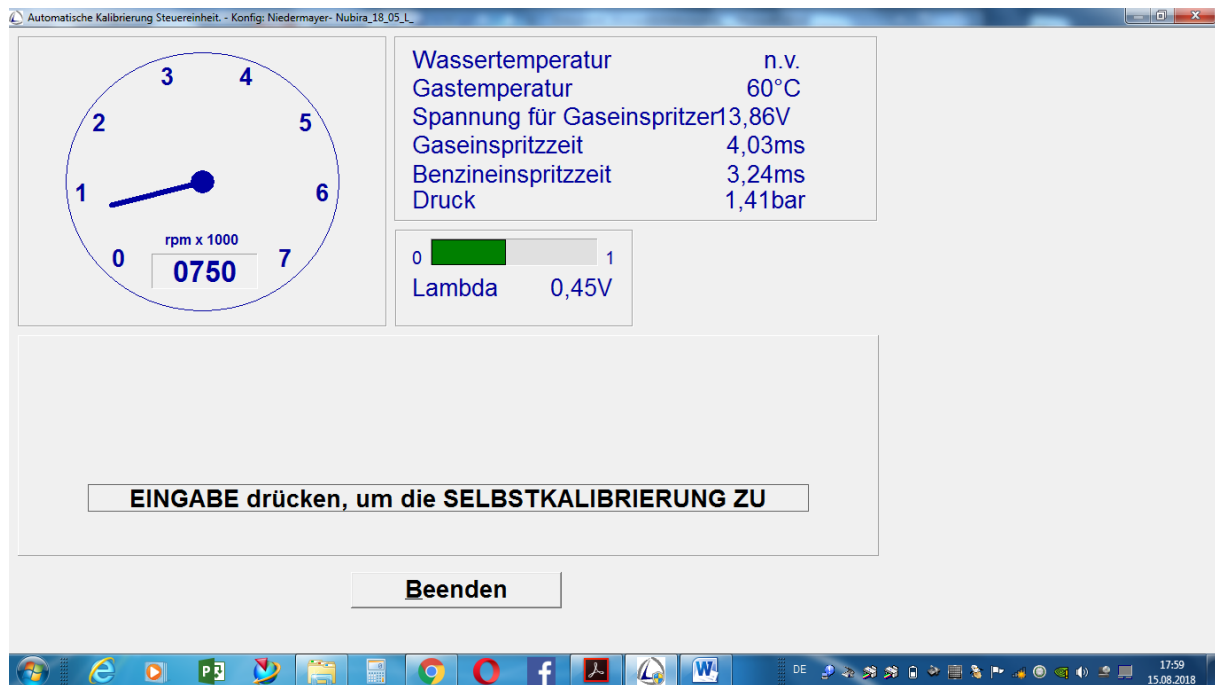 Automatische Kalibrierung Steuereinheit. - Konfig: Niedermayer- Nubira_18_05_L_
3 4
2 5
1 6
0 7
rpm x 1000
0750
Wassertemperatur n.v.
Gastemperatur 60°C
Spannung für Gaseinspritzer13,86V
Gaseinspritzzeit 4,03ms
Benzineinspritzzeit 3,24ms
Druck 1,41bar
0 1
Lambda 0,45V
EINGABE drücken, um die SELBSTKALIBRIERUNG ZU
Beenden
DE
17:59
15.08.2018